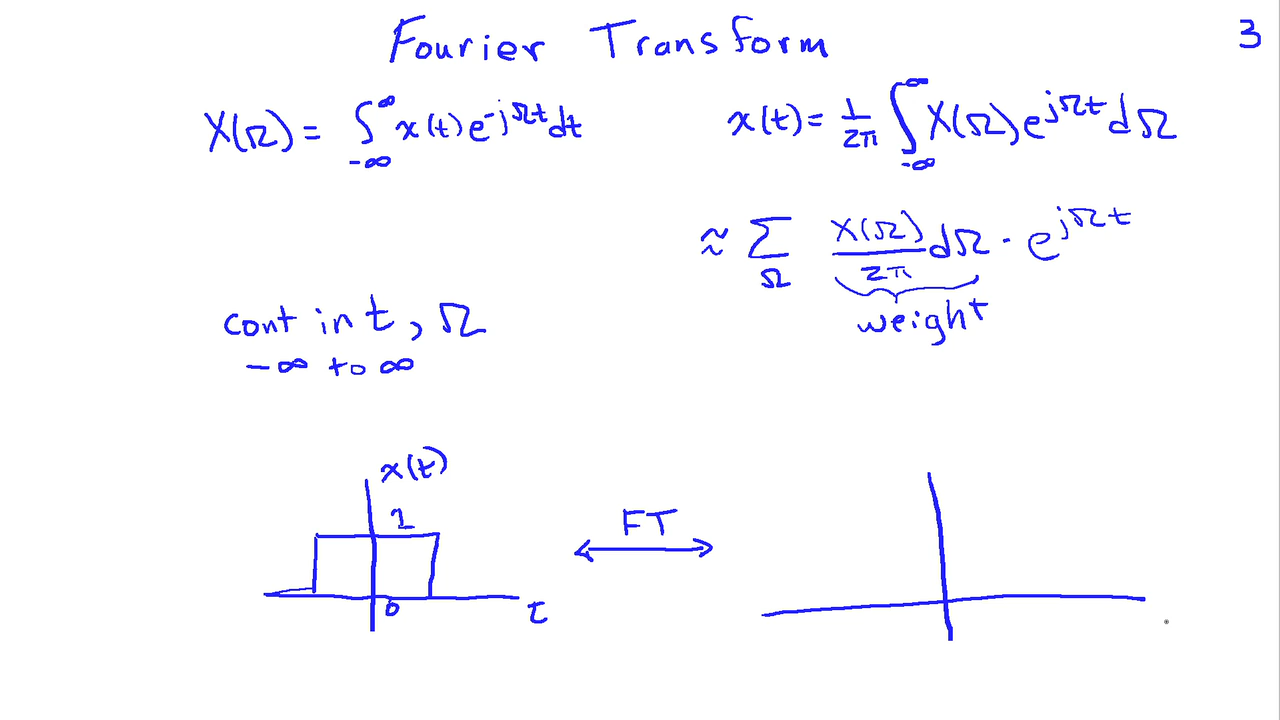 Fourier Transform
3
X(Ω) = ∫_{-∞}^{∞} x(t) e^{-jΩt} dt
x(t) = 1/2π ∫_{-∞}^{∞} X(Ω) e^{jΩt} dΩ
≈ Σ_Ω X(Ω)/2π dΩ · e^{jΩt}
weight
cont in t, Ω
-∞ to ∞
x(t)
1
FT
0
t